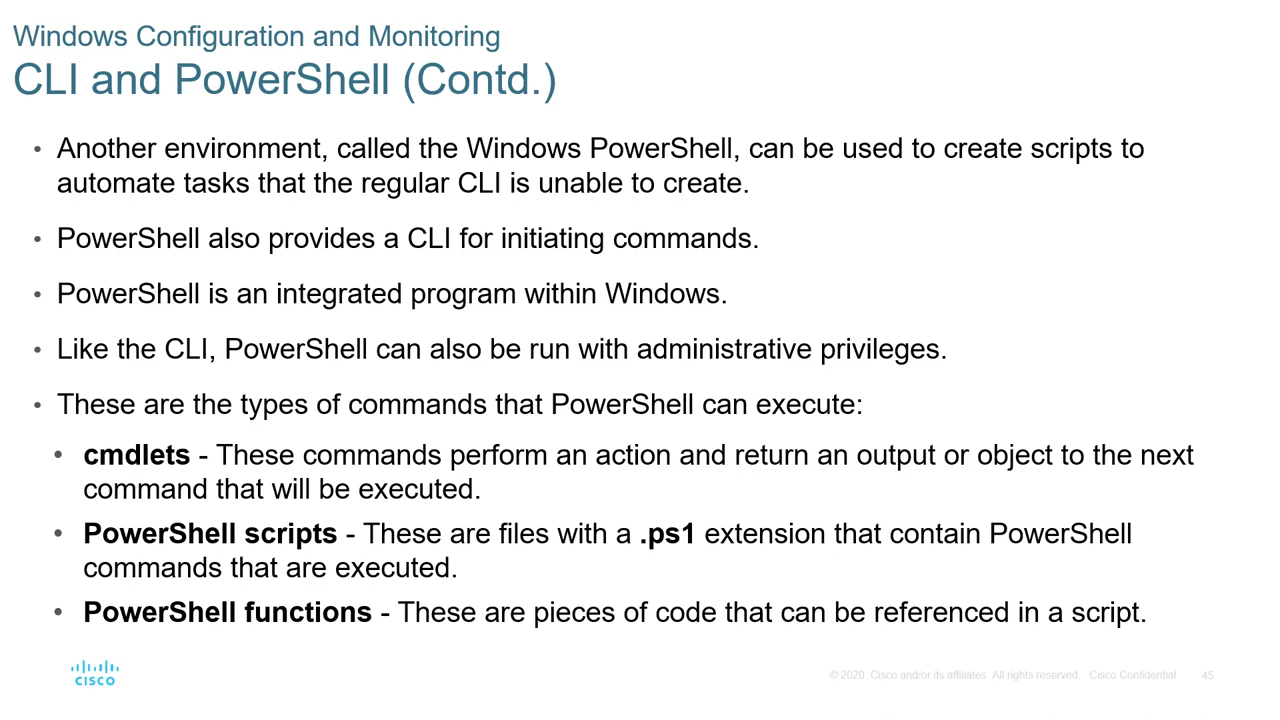 Windows Configuration and Monitoring
CLI and PowerShell (Contd.)
• Another environment, called the Windows PowerShell, can be used to create scripts to
automate tasks that the regular CLI is unable to create.
• PowerShell also provides a CLI for initiating commands.
• PowerShell is an integrated program within Windows.
• Like the CLI, PowerShell can also be run with administrative privileges.
• These are the types of commands that PowerShell can execute:
• cmdlets - These commands perform an action and return an output or object to the next
command that will be executed.
• PowerShell scripts - These are files with a .ps1 extension that contain PowerShell
commands that are executed.
• PowerShell functions - These are pieces of code that can be referenced in a script.
CISCO
© 2020 Cisco and/or its affiliates. All rights reserved. Cisco Confidential 45